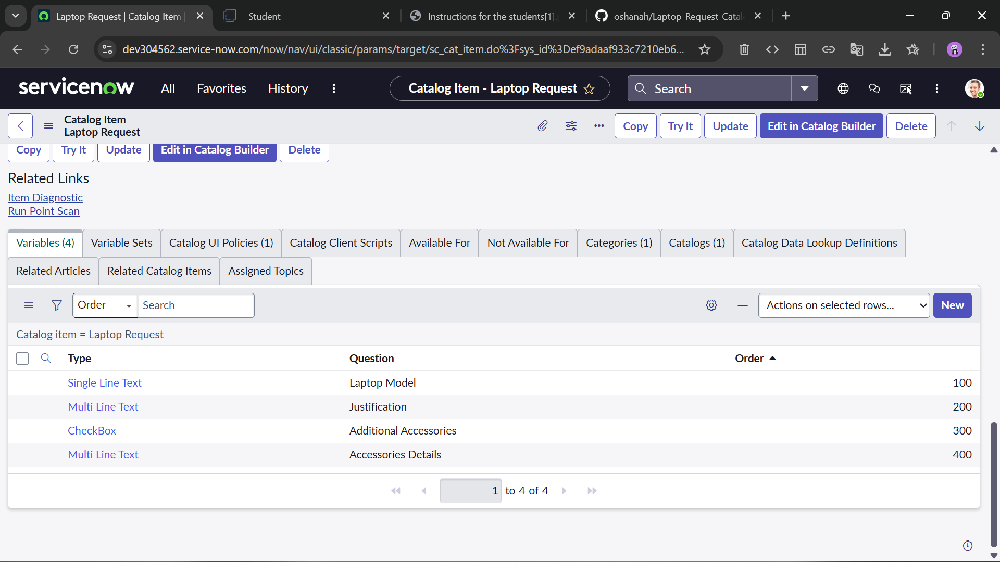 Laptop Request | Catalog Item |
- Student
Instructions for the students[1].
oshanah/Laptop-Request-Catal
dev304562.service-now.com/now/nav/ui/classic/params/target/sc_cat_item.do%3Fsys_id%3Def9adaaf933c7210eb6...
servicenow
All
Favorites
History
Catalog Item - Laptop Request
Search
Catalog Item
Laptop Request
Copy
Try It
Update
Edit in Catalog Builder
Delete
Copy
Try It
Update
Edit in Catalog Builder
Delete
Related Links
Item Diagnostic
Run Point Scan
Variables (4)
Variable Sets
Catalog UI Policies (1)
Catalog Client Scripts
Available For
Not Available For
Categories (1)
Catalogs (1)
Catalog Data Lookup Definitions
Related Articles
Related Catalog Items
Assigned Topics
Order
Search
Actions on selected rows...
New
Catalog item = Laptop Request
Type Question Order
Single Line Text Laptop Model 100
Multi Line Text Justification 200
CheckBox Additional Accessories 300
Multi Line Text Accessories Details 400
1 to 4 of 4